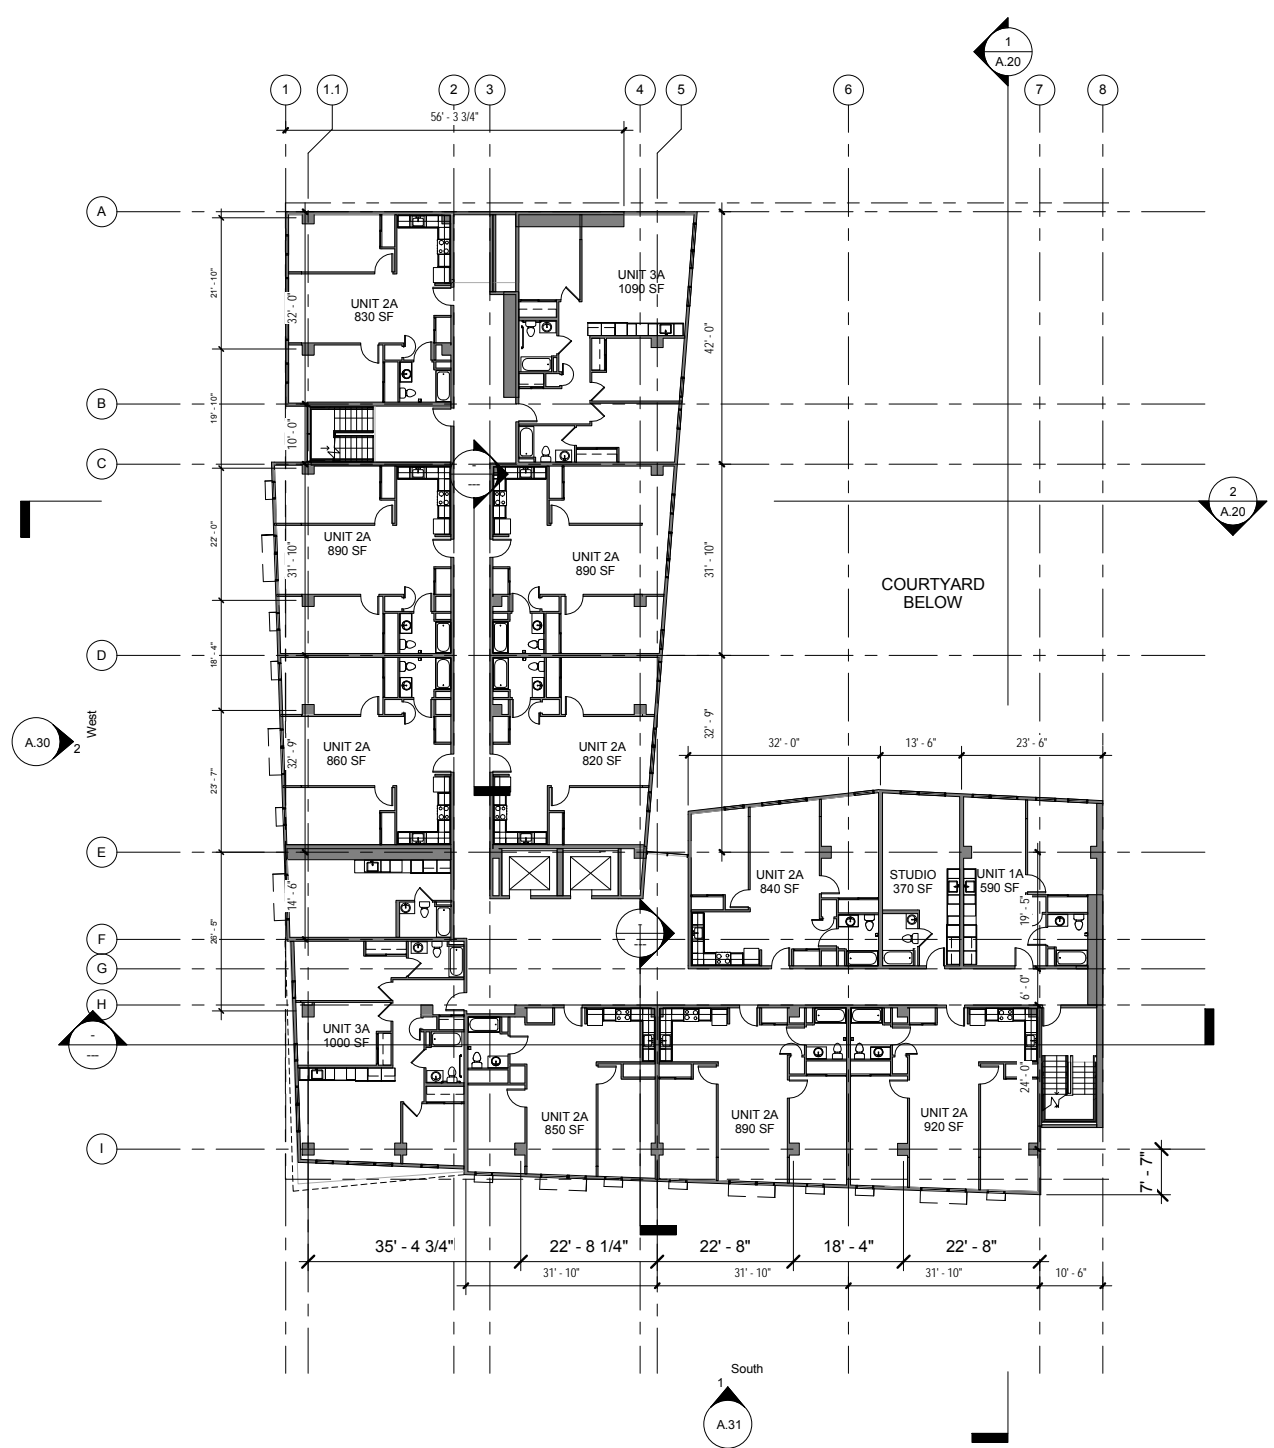 1
A.20
1
1.1
2
3
4
5
6
7
8
56' - 3 3/4"
A
21' - 10"
32' - 0"
UNIT 2A
830 SF
UNIT 3A
1090 SF
42' - 0"
B
19' - 10"
10' - 0"
C
-
---
2
A.20
22' - 0"
31' - 10"
UNIT 2A
890 SF
UNIT 2A
890 SF
31' - 10"
COURTYARD
BELOW
D
18' - 4"
West
A.30
2
32' - 9"
UNIT 2A
860 SF
UNIT 2A
820 SF
32' - 9"
32' - 0"
13' - 6"
23' - 6"
23' - 7"
E
14' - 6"
UNIT 2A
840 SF
STUDIO
370 SF
UNIT 1A
590 SF
19' - 5"
26' - 5"
F
-
---
G
6' - 0"
H
-
---
UNIT 3A
1000 SF
24' - 0"
UNIT 2A
850 SF
UNIT 2A
890 SF
UNIT 2A
920 SF
I
7' - 7"
35' - 4 3/4"
22' - 8 1/4"
22' - 8"
18' - 4"
22' - 8"
31' - 10"
31' - 10"
31' - 10"
10' - 6"
South
1
A.31